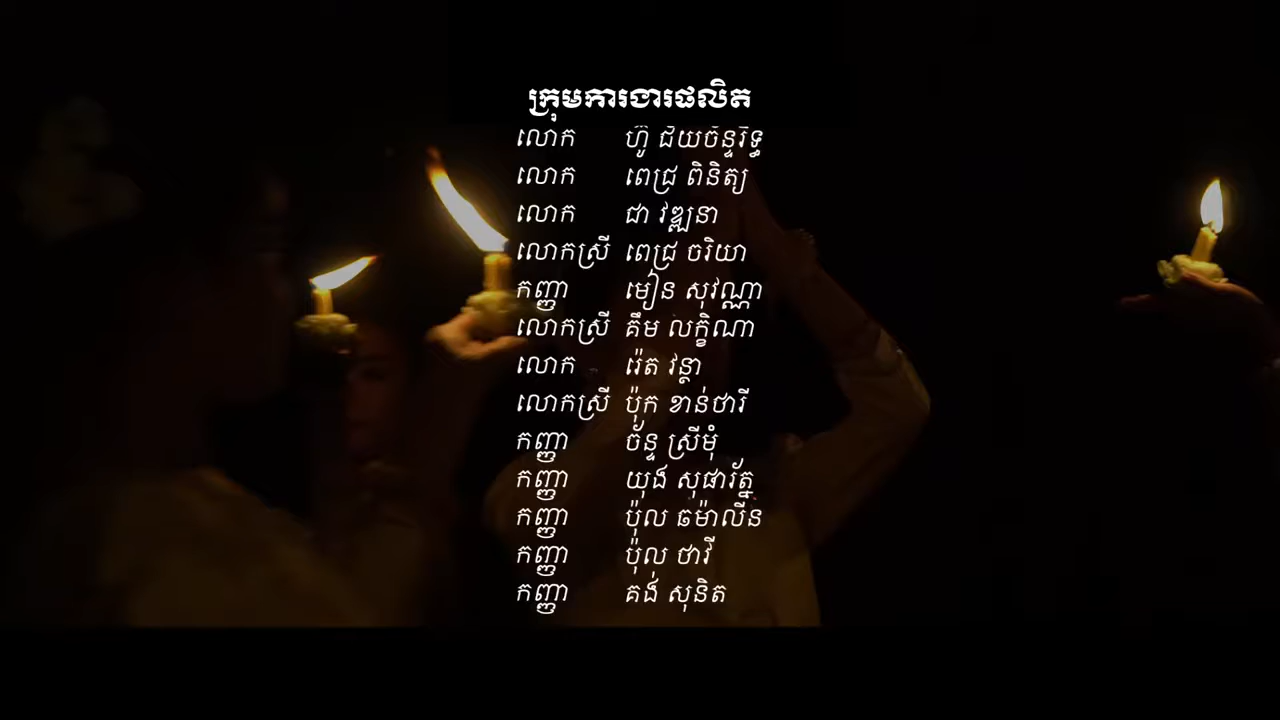 ក្រុមការងារផលិត
លោក ហ៊ូ ជ័យច័ន្ទរិទ្ធ
លោក ពេជ្រ ពិនិត្យ
លោក ជា វឌ្ឍនា
លោកស្រី ពេជ្រ ចរិយា
កញ្ញា មឿន សុវណ្ណា
លោកស្រី គឹម លក្ខិណា
លោក រ៉េត វន្ថា
លោកស្រី ប៉ុក ខាន់ថារី
កញ្ញា ច័ន្ទ ស្រីមុំ
កញ្ញា យុង សុផារ័ត្ន
កញ្ញា ប៉ុល ឆម៉ាលីន
កញ្ញា ប៉ុល ថាវី
កញ្ញា គង់ សុនិត